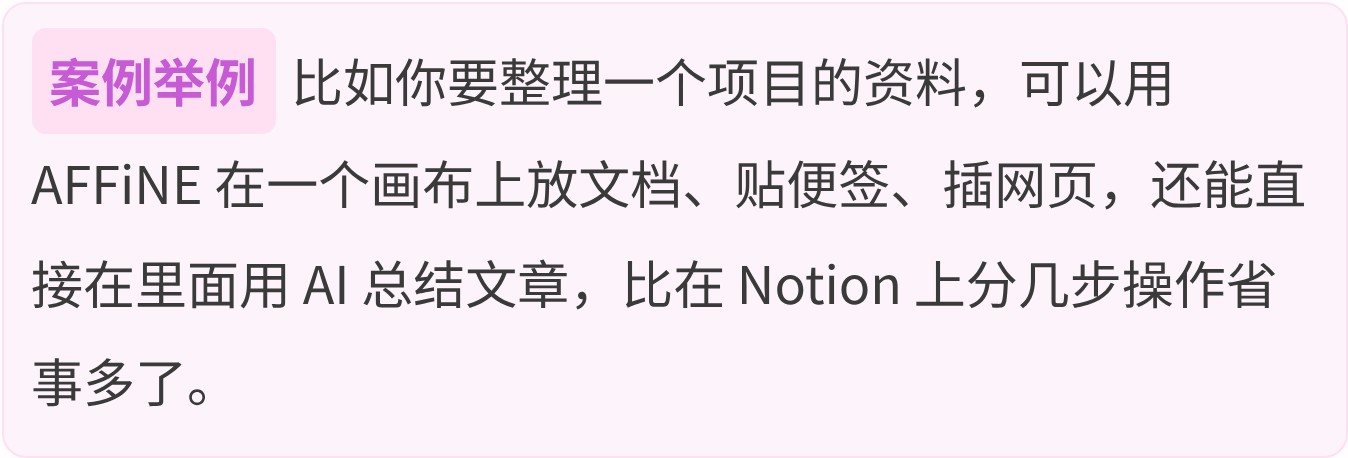 案例举例 比如你要整理一个项目的资料，可以用
AFFiNE 在一个画布上放文档、贴便签、插网页，还能直
接在里面用 AI 总结文章，比在 Notion 上分几步操作省
事多了。